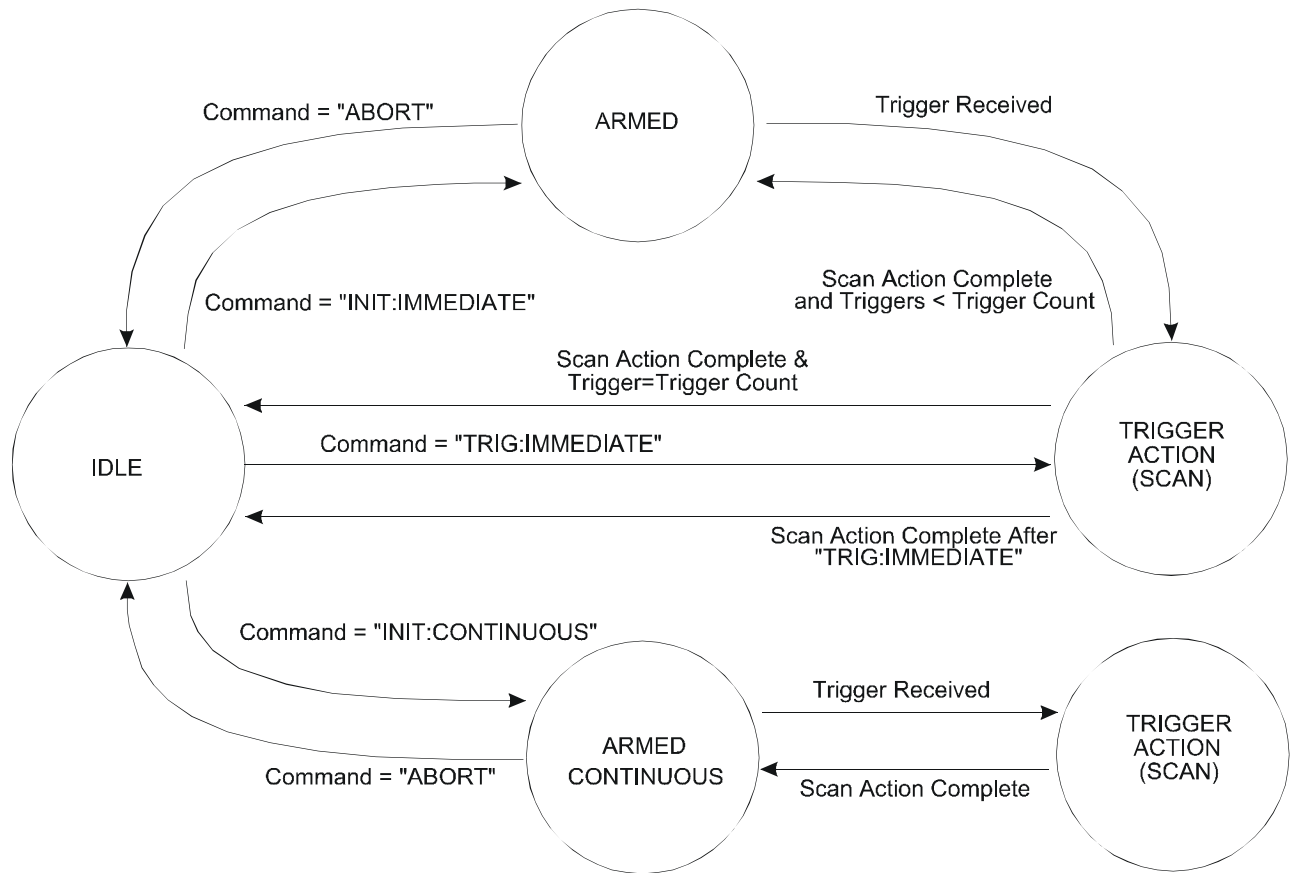 Command = "ABORT"
ARMED
Trigger Received
Command = "INIT:IMMEDIATE"
Scan Action Complete
and Triggers < Trigger Count
Scan Action Complete &
Trigger=Trigger Count
Command = "TRIG:IMMEDIATE"
IDLE
TRIGGER
ACTION
(SCAN)
Scan Action Complete After
"TRIG:IMMEDIATE"
Command = "INIT:CONTINUOUS"
Trigger Received
ARMED
CONTINUOUS
TRIGGER
ACTION
(SCAN)
Command = "ABORT"
Scan Action Complete